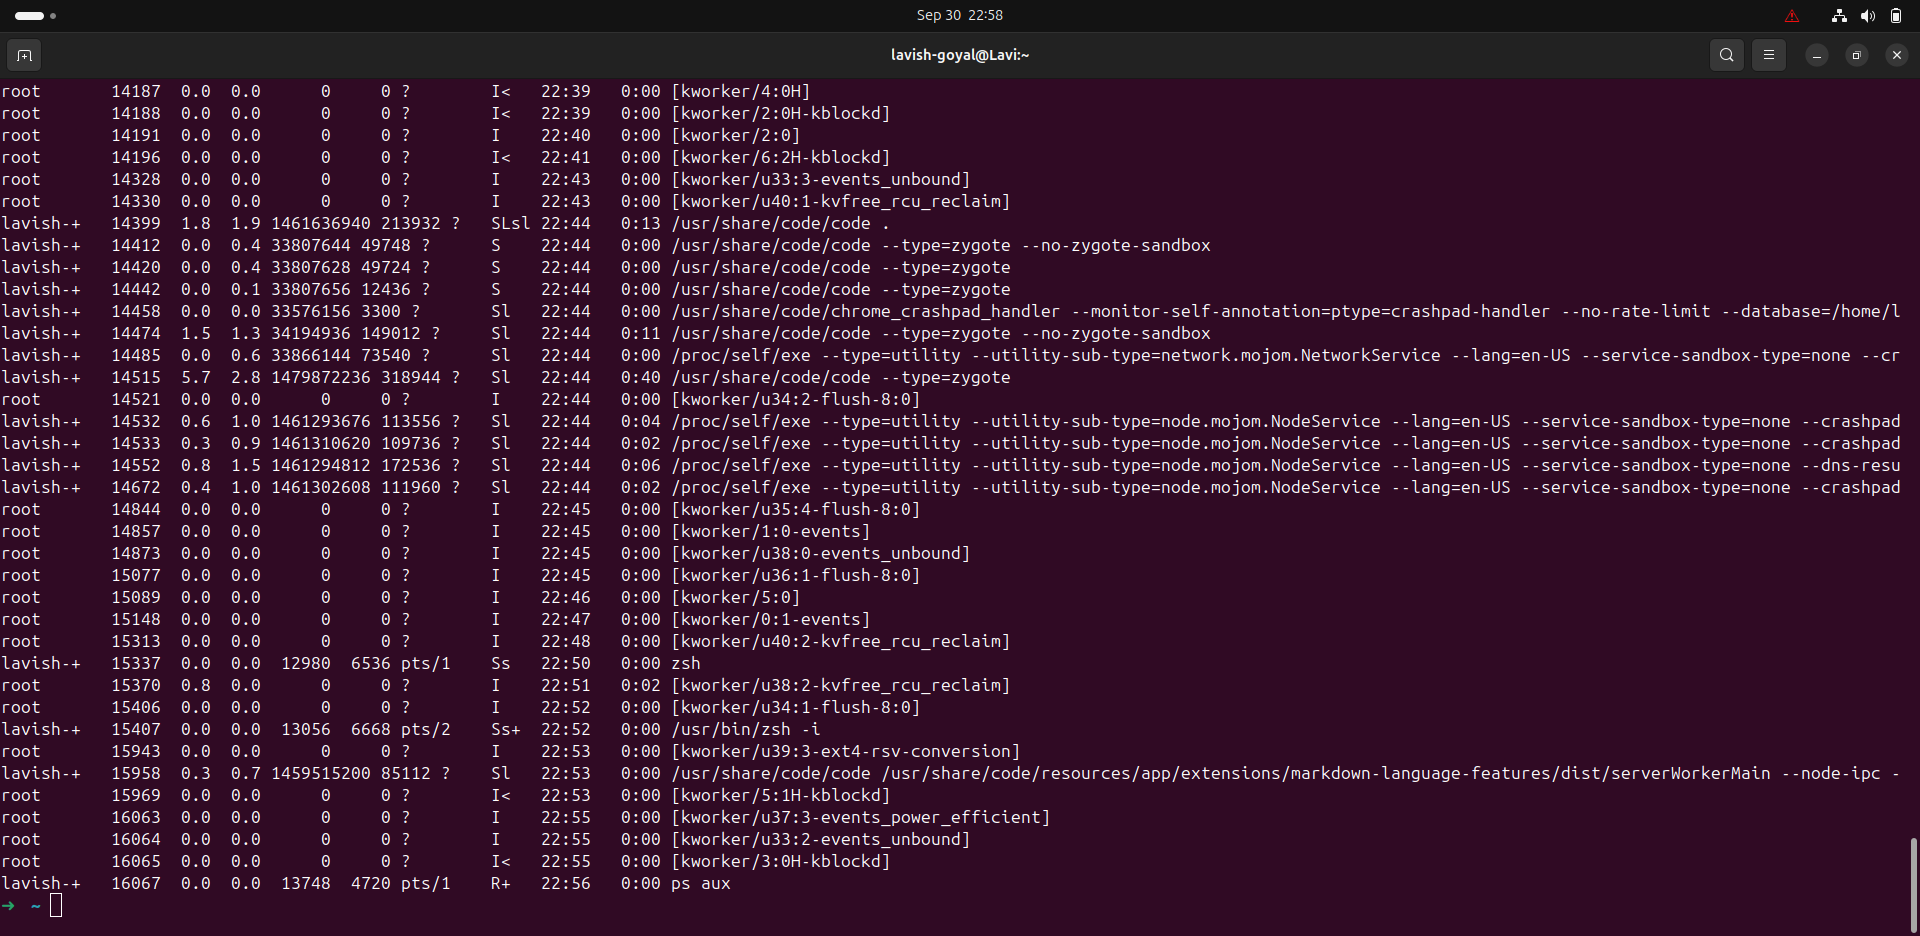 Sep 30 22:58
lavish-goyal@Lavi:~
root 14187 0.0 0.0 0 0 ? I< 22:39 0:00 [kworker/4:0H]
root 14188 0.0 0.0 0 0 ? I< 22:39 0:00 [kworker/2:0H-kblockd]
root 14191 0.0 0.0 0 0 ? I 22:40 0:00 [kworker/2:0]
root 14196 0.0 0.0 0 0 ? I< 22:41 0:00 [kworker/6:2H-kblockd]
root 14328 0.0 0.0 0 0 ? I 22:43 0:00 [kworker/u33:3-events_unbound]
root 14330 0.0 0.0 0 0 ? I 22:43 0:00 [kworker/u40:1-kvfree_rcu_reclaim]
lavish-+ 14399 1.8 1.9 1461636940 213932 ? SLsl 22:44 0:13 /usr/share/code/code .
lavish-+ 14412 0.0 0.4 33807644 49748 ? S 22:44 0:00 /usr/share/code/code --type=zygote --no-zygote-sandbox
lavish-+ 14420 0.0 0.4 33807628 49724 ? S 22:44 0:00 /usr/share/code/code --type=zygote
lavish-+ 14442 0.0 0.1 33807656 12436 ? S 22:44 0:00 /usr/share/code/code --type=zygote
lavish-+ 14458 0.0 0.0 33576156 3300 ? Sl 22:44 0:00 /usr/share/code/chrome_crashpad_handler --monitor-self-annotation=ptype=crashpad-handler --no-rate-limit --database=/home/l
lavish-+ 14474 1.5 1.3 34194936 149012 ? Sl 22:44 0:11 /usr/share/code/code --type=zygote --no-zygote-sandbox
lavish-+ 14485 0.0 0.6 33866144 73540 ? Sl 22:44 0:00 /proc/self/exe --type=utility --utility-sub-type=network.mojom.NetworkService --lang=en-US --service-sandbox-type=none --cr
lavish-+ 14515 5.7 2.8 1479872236 318944 ? Sl 22:44 0:40 /usr/share/code/code --type=zygote
root 14521 0.0 0.0 0 0 ? I 22:44 0:00 [kworker/u34:2-flush-8:0]
lavish-+ 14532 0.6 1.0 1461293676 113556 ? Sl 22:44 0:04 /proc/self/exe --type=utility --utility-sub-type=node.mojom.NodeService --lang=en-US --service-sandbox-type=none --crashpad
lavish-+ 14533 0.3 0.9 1461310620 109736 ? Sl 22:44 0:02 /proc/self/exe --type=utility --utility-sub-type=node.mojom.NodeService --lang=en-US --service-sandbox-type=none --crashpad
lavish-+ 14552 0.8 1.5 1461294812 172536 ? Sl 22:44 0:06 /proc/self/exe --type=utility --utility-sub-type=node.mojom.NodeService --lang=en-US --service-sandbox-type=none --dns-resu
lavish-+ 14672 0.4 1.0 1461302608 111960 ? Sl 22:44 0:02 /proc/self/exe --type=utility --utility-sub-type=node.mojom.NodeService --lang=en-US --service-sandbox-type=none --crashpad
root 14844 0.0 0.0 0 0 ? I 22:45 0:00 [kworker/u35:4-flush-8:0]
root 14857 0.0 0.0 0 0 ? I 22:45 0:00 [kworker/1:0-events]
root 14873 0.0 0.0 0 0 ? I 22:45 0:00 [kworker/u38:0-events_unbound]
root 15077 0.0 0.0 0 0 ? I 22:45 0:00 [kworker/u36:1-flush-8:0]
root 15089 0.0 0.0 0 0 ? I 22:46 0:00 [kworker/5:0]
root 15148 0.0 0.0 0 0 ? I 22:47 0:00 [kworker/0:1-events]
root 15313 0.0 0.0 0 0 ? I 22:48 0:00 [kworker/u40:2-kvfree_rcu_reclaim]
lavish-+ 15337 0.0 0.0 12980 6536 pts/1 Ss 22:50 0:00 zsh
root 15370 0.8 0.0 0 0 ? I 22:51 0:02 [kworker/u38:2-kvfree_rcu_reclaim]
root 15406 0.0 0.0 0 0 ? I 22:52 0:00 [kworker/u34:1-flush-8:0]
lavish-+ 15407 0.0 0.0 13056 6668 pts/2 Ss+ 22:52 0:00 /usr/bin/zsh -i
root 15943 0.0 0.0 0 0 ? I 22:53 0:00 [kworker/u39:3-ext4-rsv-conversion]
lavish-+ 15958 0.3 0.7 1459515200 85112 ? Sl 22:53 0:00 /usr/share/code/code /usr/share/code/resources/app/extensions/markdown-language-features/dist/serverWorkerMain --node-ipc -
root 15969 0.0 0.0 0 0 ? I< 22:53 0:00 [kworker/5:1H-kblockd]
root 16063 0.0 0.0 0 0 ? I 22:55 0:00 [kworker/u37:3-events_power_efficient]
root 16064 0.0 0.0 0 0 ? I 22:55 0:00 [kworker/u33:2-events_unbound]
root 16065 0.0 0.0 0 0 ? I< 22:55 0:00 [kworker/3:0H-kblockd]
lavish-+ 16067 0.0 0.0 13748 4720 pts/1 R+ 22:56 0:00 ps aux
➜ ~